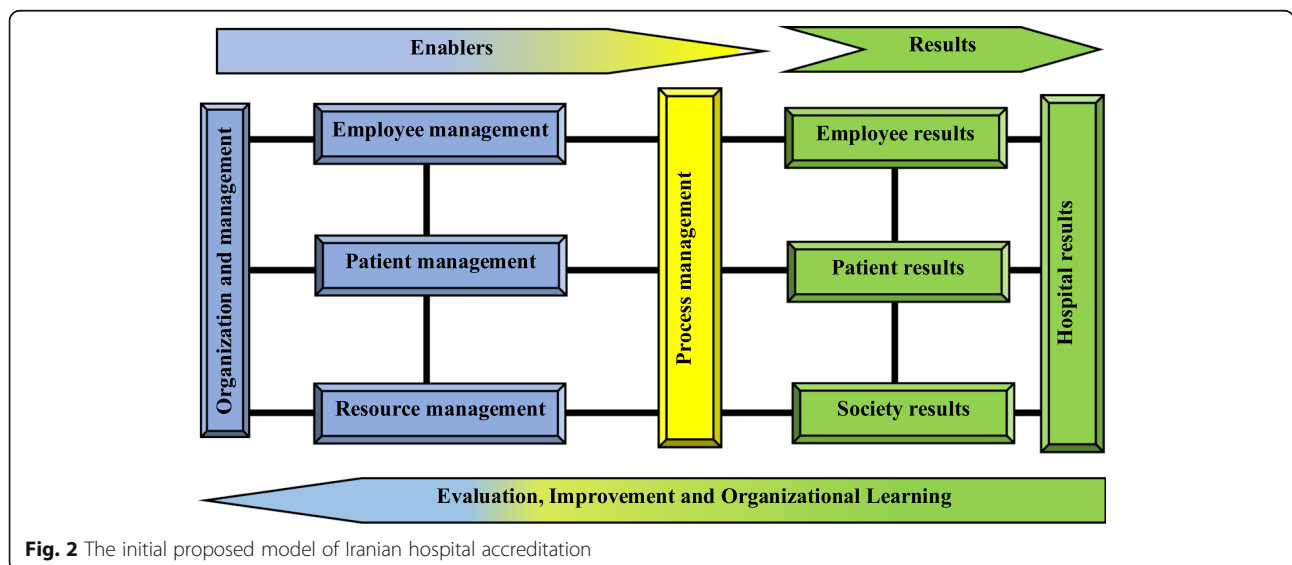 Enablers
Results
Organization and management
Employee management
Patient management
Resource management
Process management
Employee results
Patient results
Society results
Hospital results
Evaluation, Improvement and Organizational Learning
Fig. 2 The initial proposed model of Iranian hospital accreditation